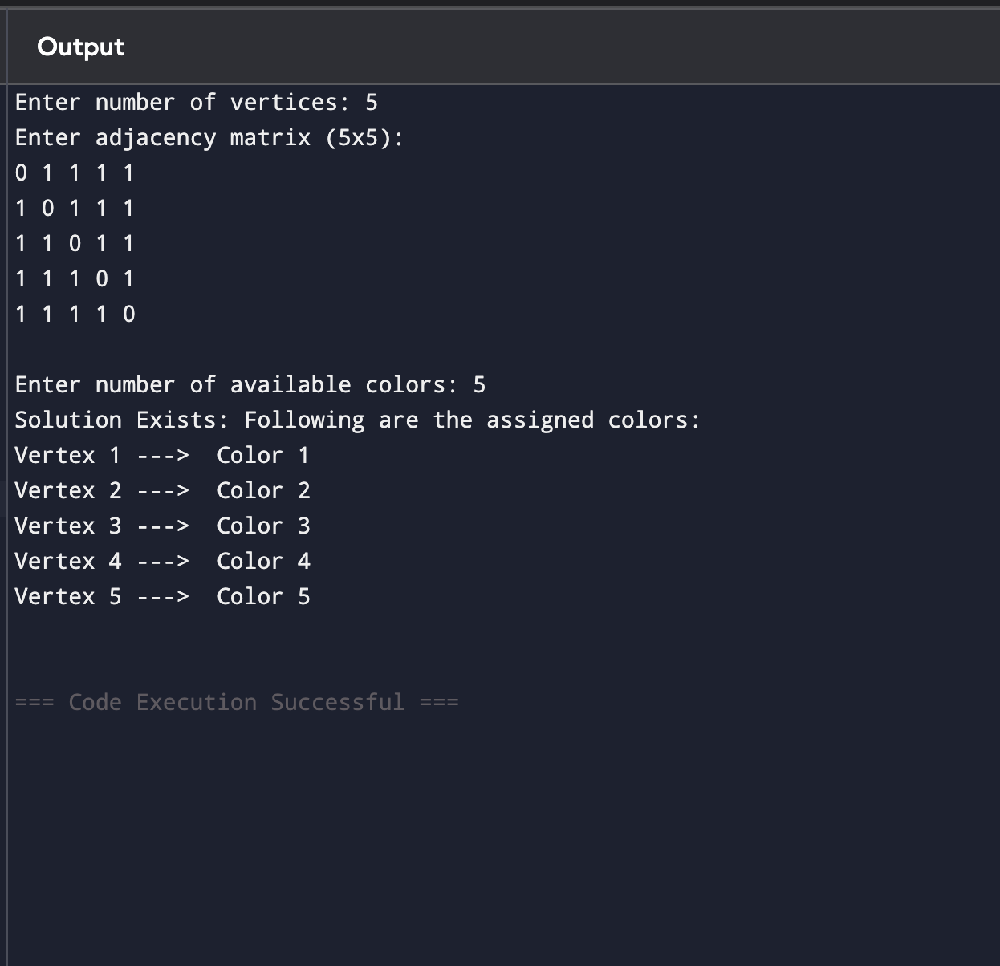 Output
Enter number of vertices: 5
Enter adjacency matrix (5x5):
0 1 1 1 1
1 0 1 1 1
1 1 0 1 1
1 1 1 0 1
1 1 1 1 0
Enter number of available colors: 5
Solution Exists: Following are the assigned colors:
Vertex 1 --->  Color 1
Vertex 2 --->  Color 2
Vertex 3 --->  Color 3
Vertex 4 --->  Color 4
Vertex 5 --->  Color 5
=== Code Execution Successful ===